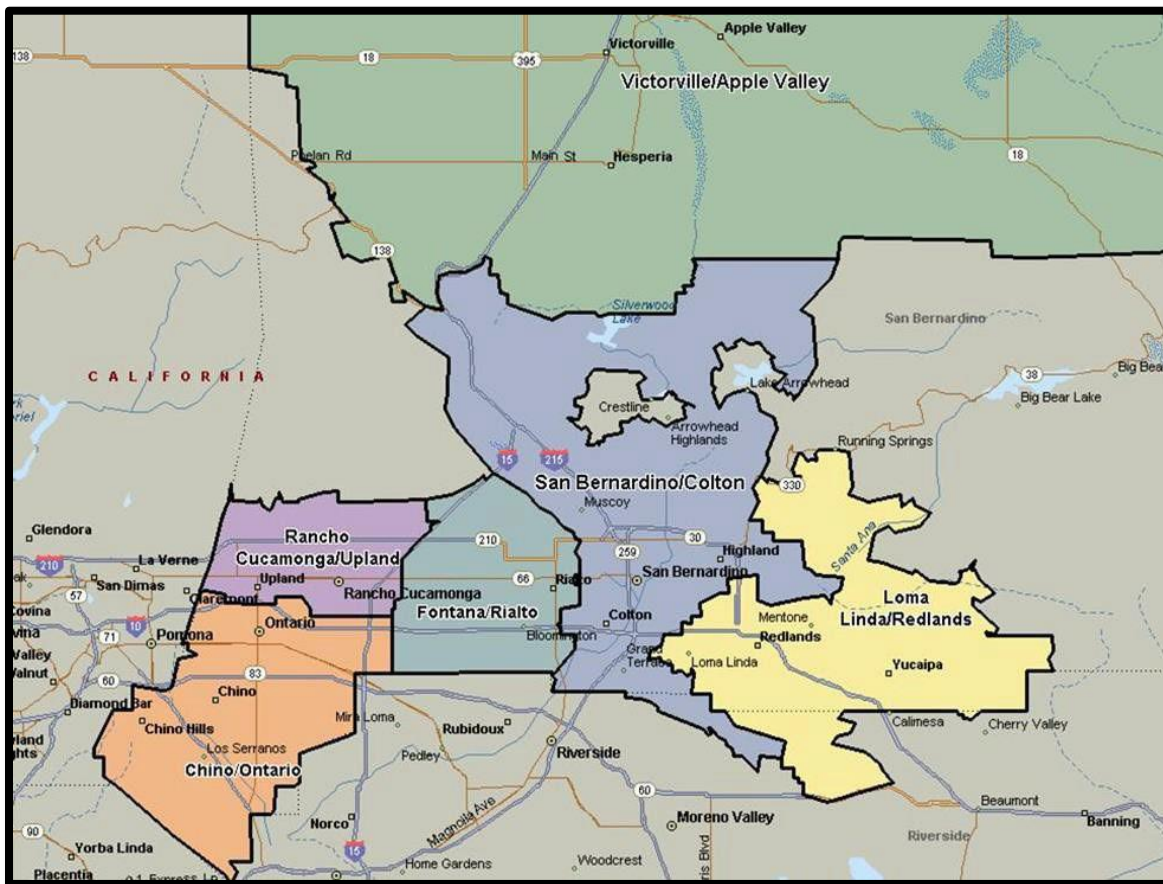 Victorville
Apple Valley
138
18
395
Victorville/Apple Valley
Phelan Rd
Main St
Hesperia
18
138
Silverwood
Lake
San Bernardino
CALIFORNIA
Lake Arrowhead
38
Big Bear
Crestline
Big Bear Lake
Arrowhead
Highlands
Running Springs
15
215
San Bernardino/Colton
330
Muscoy
Santa Ana
Glendora
Rancho
Cucamonga/Upland
210
30
259
Highland
La Verne
210
66
Rialto
San Bernardino
San Dimas
Upland
Rancho Cucamonga
Claremont
57
Covina
Fontana/Rialto
Loma
Linda/Redlands
Mentone
10
71
Pomona
Ontario
Bloomington
Colton
Redlands
Valley
Walnut
60
83
Grand
Terrace
Loma Linda
Yucaipa
Chino
Diamond Bar
Chino Hills
Mira Loma
Rubidoux
Calimesa
Cherry Valley
Los Serranos
Pedley
Riverside
Chino/Ontario
60
Magnolia Ave
Norco
Moreno Valley
Beaumont
Banning
90
Riverside
Yorba Linda
15
Placentia
Home Gardens
Woodcrest